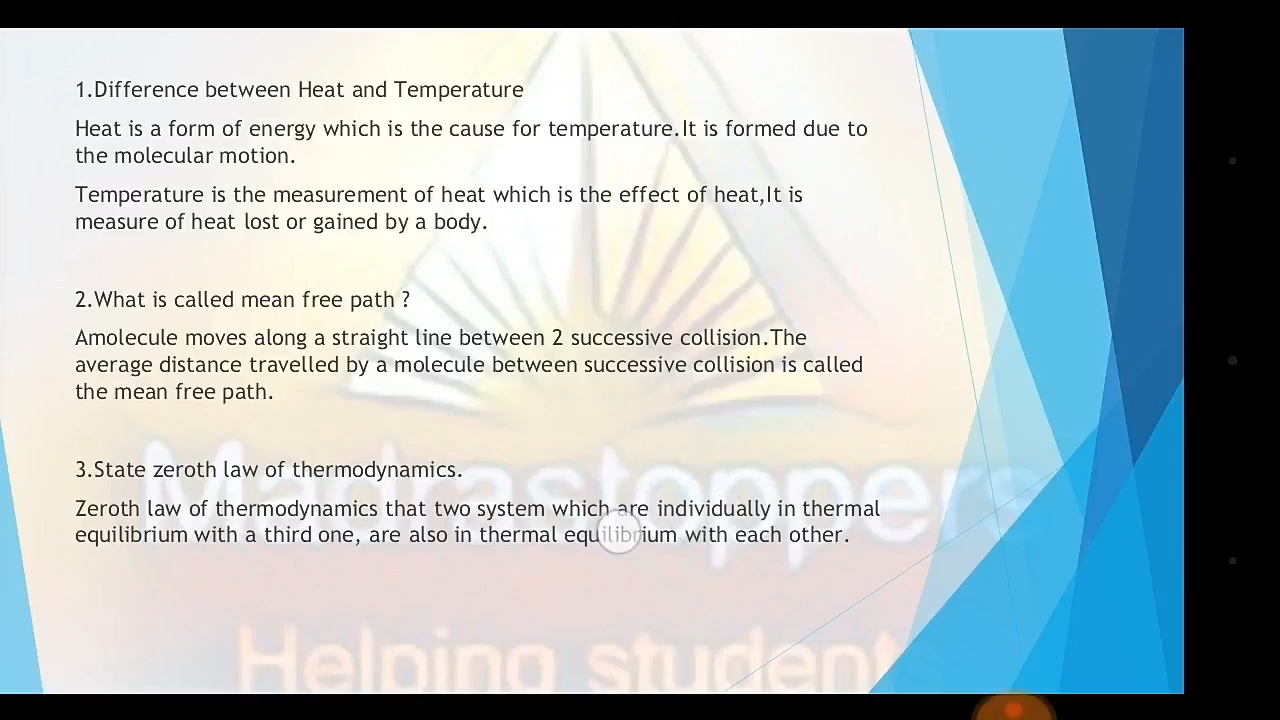 1.Difference between Heat and Temperature
Heat is a form of energy which is the cause for temperature.It is formed due to
the molecular motion.
Temperature is the measurement of heat which is the effect of heat,It is
measure of heat lost or gained by a body.
2.What is called mean free path ?
Amolecule moves along a straight line between 2 successive collision.The
average distance travelled by a molecule between successive collision is called
the mean free path.
3.State zeroth law of thermodynamics.
Zeroth law of thermodynamics that two system which are individually in thermal
equilibrium with a third one, are also in thermal equilibrium with each other.
Madrastoppers
Helping students